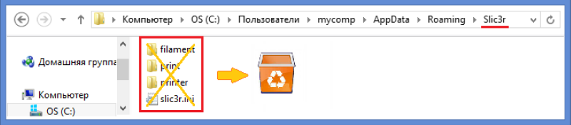 Компьютер ▸ OS (C:) ▸ Пользователи ▸ mycomp ▸ AppData ▸ Roaming ▸ Slic3r
Домашняя группа
Компьютер
OS (C:)
filament
print
printer
slic3r.ini